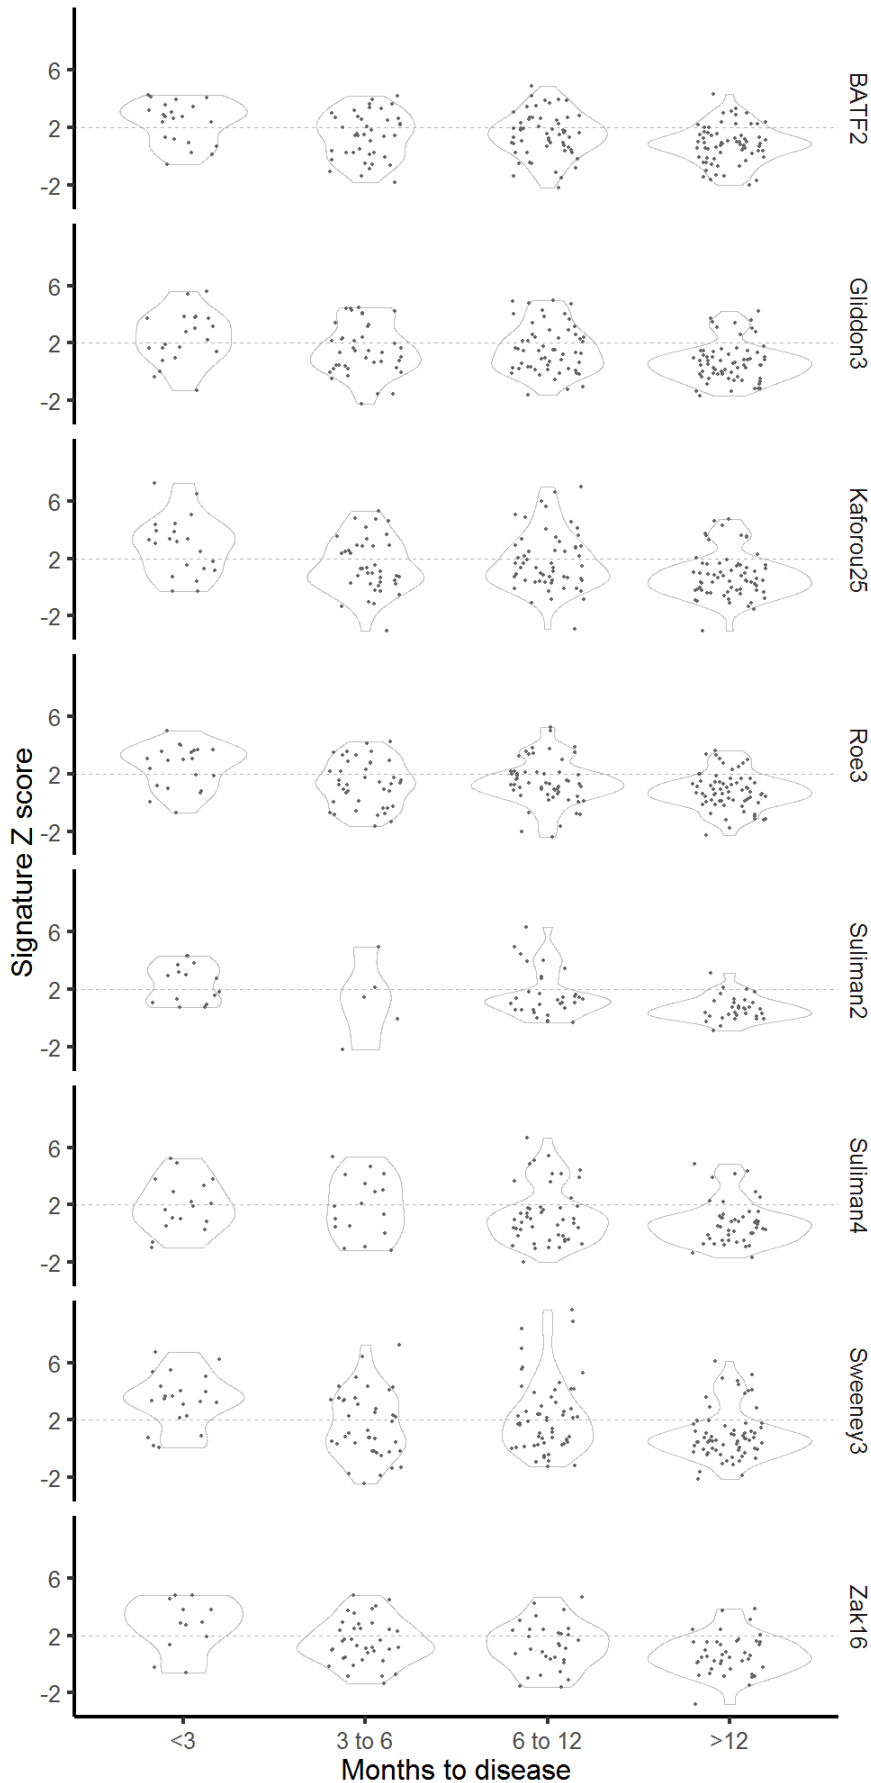 6
2
-2
BATF2
6
2
-2
Gliddon3
6
2
-2
Kaforou25
6
2
-2
Roe3
Signature Z score
6
2
-2
Suliman2
6
2
-2
Suliman4
6
2
-2
Sweeney3
6
2
-2
Zak16
<3 3 to 6 6 to 12 >12
Months to disease